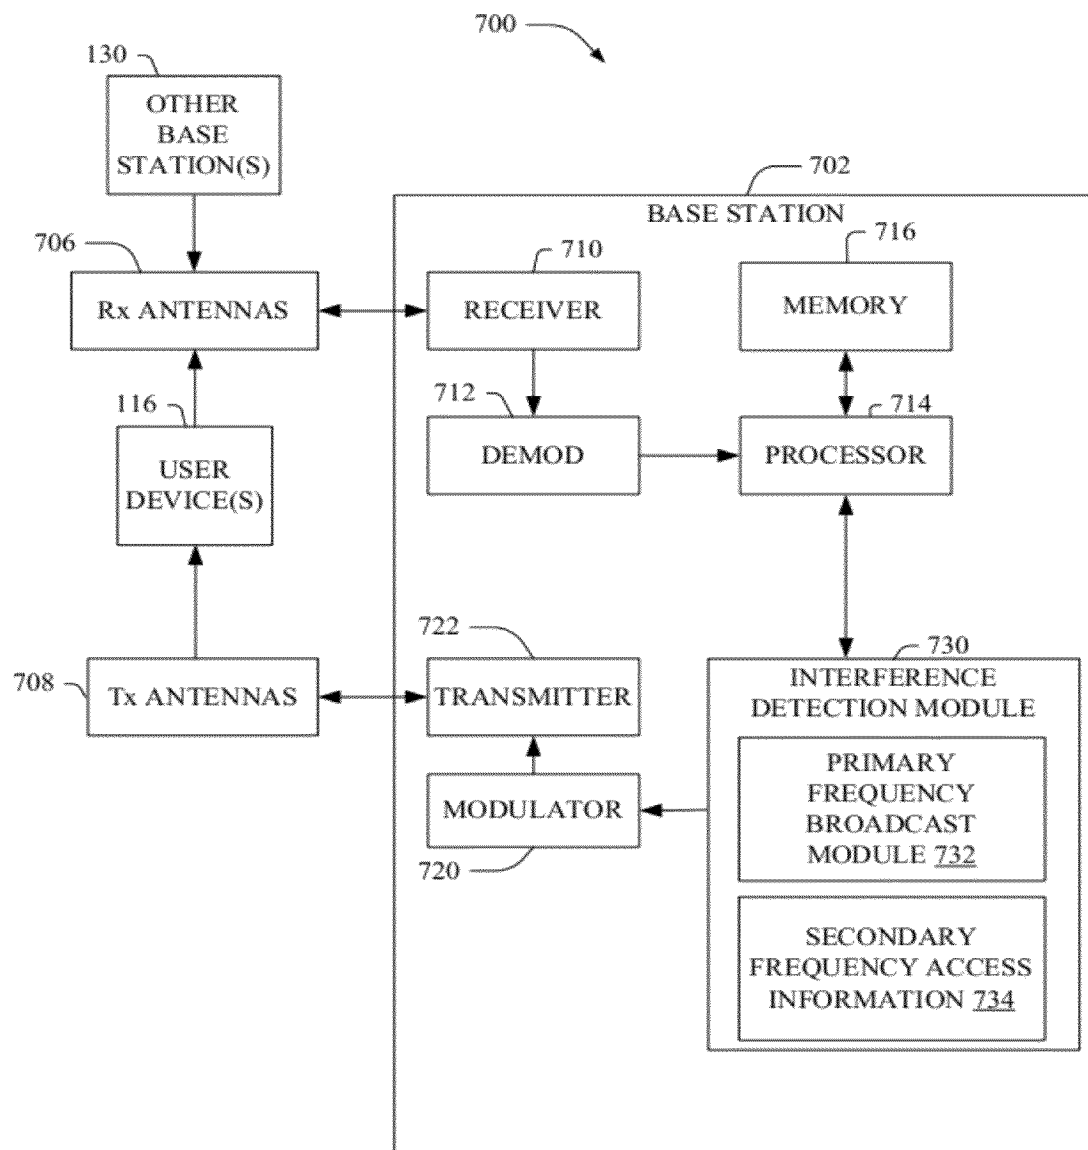 700
130
OTHER
BASE
STATION(S)
702
BASE STATION
706
Rx ANTENNAS
710
RECEIVER
716
MEMORY
116
USER
DEVICE(S)
712
DEMOD
714
PROCESSOR
708
Tx ANTENNAS
722
TRANSMITTER
MODULATOR
720
730
INTERFERENCE
DETECTION MODULE
PRIMARY
FREQUENCY
BROADCAST
MODULE 732
SECONDARY
FREQUENCY ACCESS
INFORMATION 734